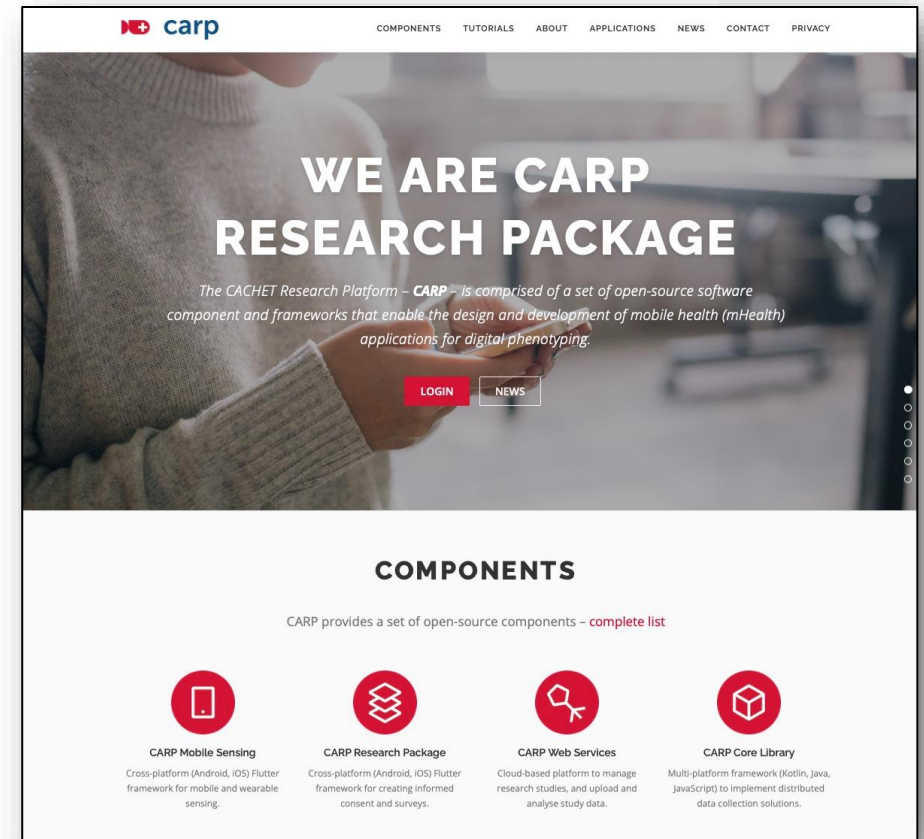 carp
COMPONENTS TUTORIALS ABOUT APPLICATIONS NEWS CONTACT PRIVACY
WE ARE CARP
RESEARCH PACKAGE
The CACHET Research Platform – CARP – is comprised of a set of open-source software
component and frameworks that enable the design and development of mobile health (mHealth)
applications for digital phenotyping.
LOGIN NEWS
COMPONENTS
CARP provides a set of open-source components – complete list
CARP Mobile Sensing
Cross-platform (Android, iOS) Flutter
framework for mobile and wearable
sensing.
CARP Research Package
Cross-platform (Android, iOS) Flutter
framework for creating informed
consent and surveys.
CARP Web Services
Cloud-based platform to manage
research studies, and upload and
analyse study data.
CARP Core Library
Multi-platform framework (Kotlin, Java,
JavaScript) to implement distributed
data collection solutions.